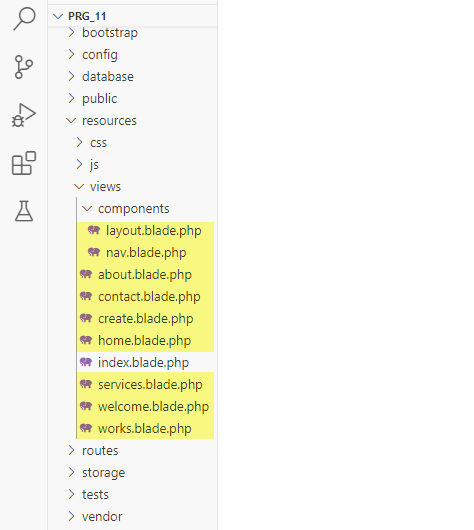 PRG_11
bootstrap
config
database
public
resources
css
js
views
components
layout.blade.php
nav.blade.php
about.blade.php
contact.blade.php
create.blade.php
home.blade.php
index.blade.php
services.blade.php
welcome.blade.php
works.blade.php
routes
storage
tests
vendor